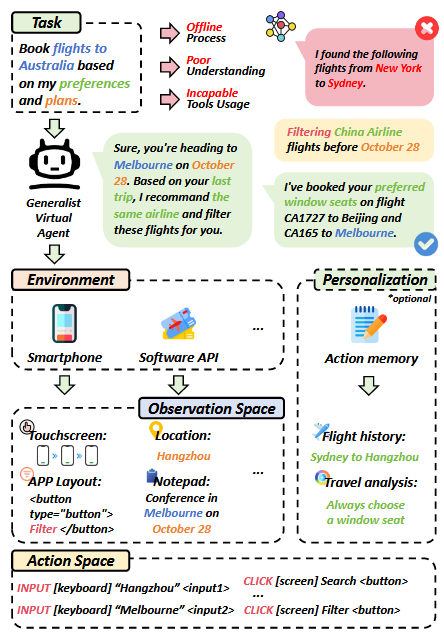 Task
Book flights to
Australia based
on my preferences
and plans.
Offline
Process
Poor
Understanding
Incapable
Tools Usage
I found the following
flights from New York
to Sydney.
Filtering China Airline
flights before October 28
Generalist
Virtual
Agent
Sure, you're heading to
Melbourne on October
28. Based on your last
trip, I recommand the
same airline and filter
these flights for you.
I've booked your preferred
window seats on flight
CA1727 to Beijing and
CA165 to Melbourne.
Environment
Smartphone
Software API
...
Personalization
*optional
Action memory
Observation Space
Touchscreen:
APP Layout:
<button
type="button">
Filter </button>
Location:
Hangzhou
Notepad:
Conference in
Melbourne on
October 28
...
Flight history:
Sydney to Hangzhou
Travel analysis:
Always choose
a window seat
Action Space
INPUT [keyboard] “Hangzhou” <input1>
CLICK [screen] Search <button>
...
INPUT [keyboard] “Melbourne” <input2>
CLICK [screen] Filter <button>